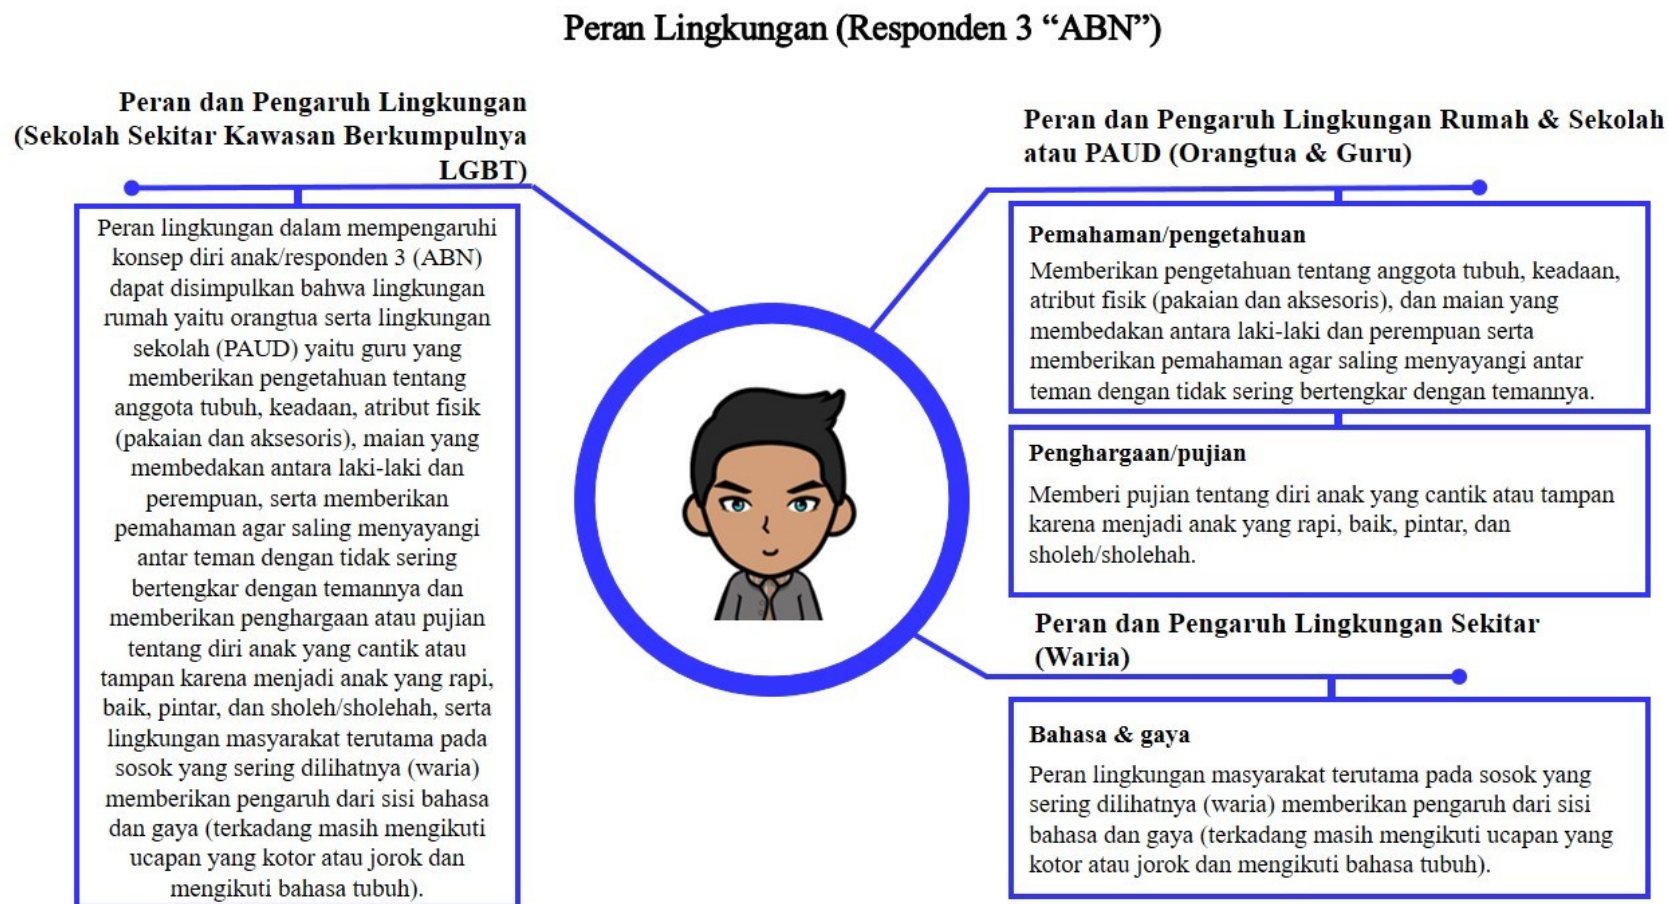 Peran Lingkungan (Responden 3 “ABN”)
Peran dan Pengaruh Lingkungan
(Sekolah Sekitar Kawasan Berkumpulnya
LGBT)
Peran lingkungan dalam mempengaruhi
konsep diri anak/responden 3 (ABN)
dapat disimpulkan bahwa lingkungan
rumah yaitu orangtua serta lingkungan
sekolah (PAUD) yaitu guru yang
memberikan pengetahuan tentang
anggota tubuh, keadaan, atribut fisik
(pakaian dan aksesoris), maian yang
membedakan antara laki-laki dan
perempuan, serta memberikan
pemahaman agar saling menyayangi
antar teman dengan tidak sering
bertengkar dengan temannya dan
memberikan penghargaan atau pujian
tentang diri anak yang cantik atau
tampan karena menjadi anak yang rapi,
baik, pintar, dan sholeh/sholehah, serta
lingkungan masyarakat terutama pada
sosok yang sering dilihatnya (waria)
memberikan pengaruh dari sisi bahasa
dan gaya (terkadang masih mengikuti
ucapan yang kotor atau jorok dan
mengikuti bahasa tubuh).
Peran dan Pengaruh Lingkungan Rumah & Sekolah
atau PAUD (Orangtua & Guru)
Pemahaman/pengetahuan
Memberikan pengetahuan tentang anggota tubuh, keadaan,
atribut fisik (pakaian dan aksesoris), dan maian yang
membedakan antara laki-laki dan perempuan serta
memberikan pemahaman agar saling menyayangi antar
teman dengan tidak sering bertengkar dengan temannya.
Penghargaan/pujian
Memberi pujian tentang diri anak yang cantik atau tampan
karena menjadi anak yang rapi, baik, pintar, dan
sholeh/sholehah.
Peran dan Pengaruh Lingkungan Sekitar
(Waria)
Bahasa & gaya
Peran lingkungan masyarakat terutama pada sosok yang
sering dilihatnya (waria) memberikan pengaruh dari sisi
bahasa dan gaya (terkadang masih mengikuti ucapan yang
kotor atau jorok dan mengikuti bahasa tubuh).